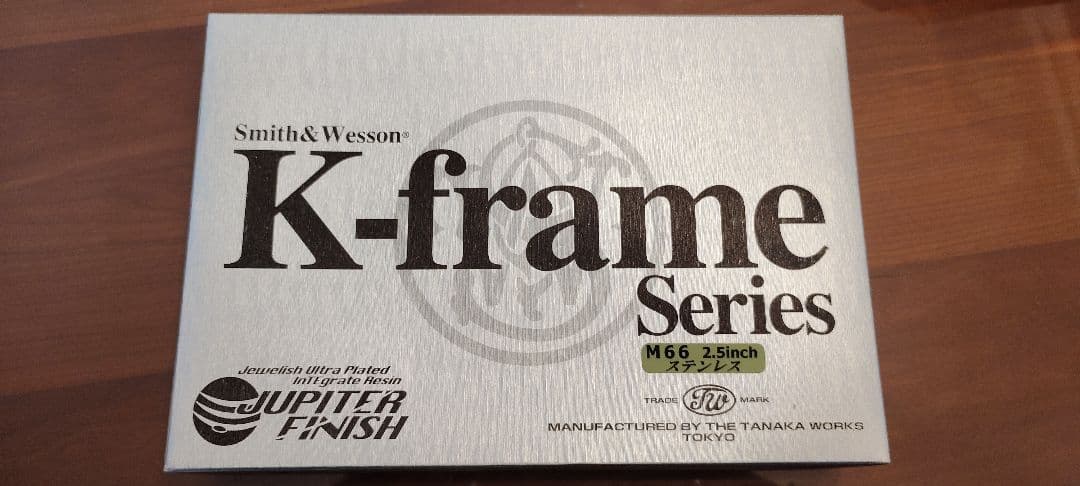 Smith&Wesson®
K-frame
Series
M66 2.5inch
ステンレス
Jewelish Ultra Plated
InTEgrate Resin
JUPITER
FINISH
TRADE TW MARK
MANUFACTURED BY THE TANAKA WORKS
TOKYO